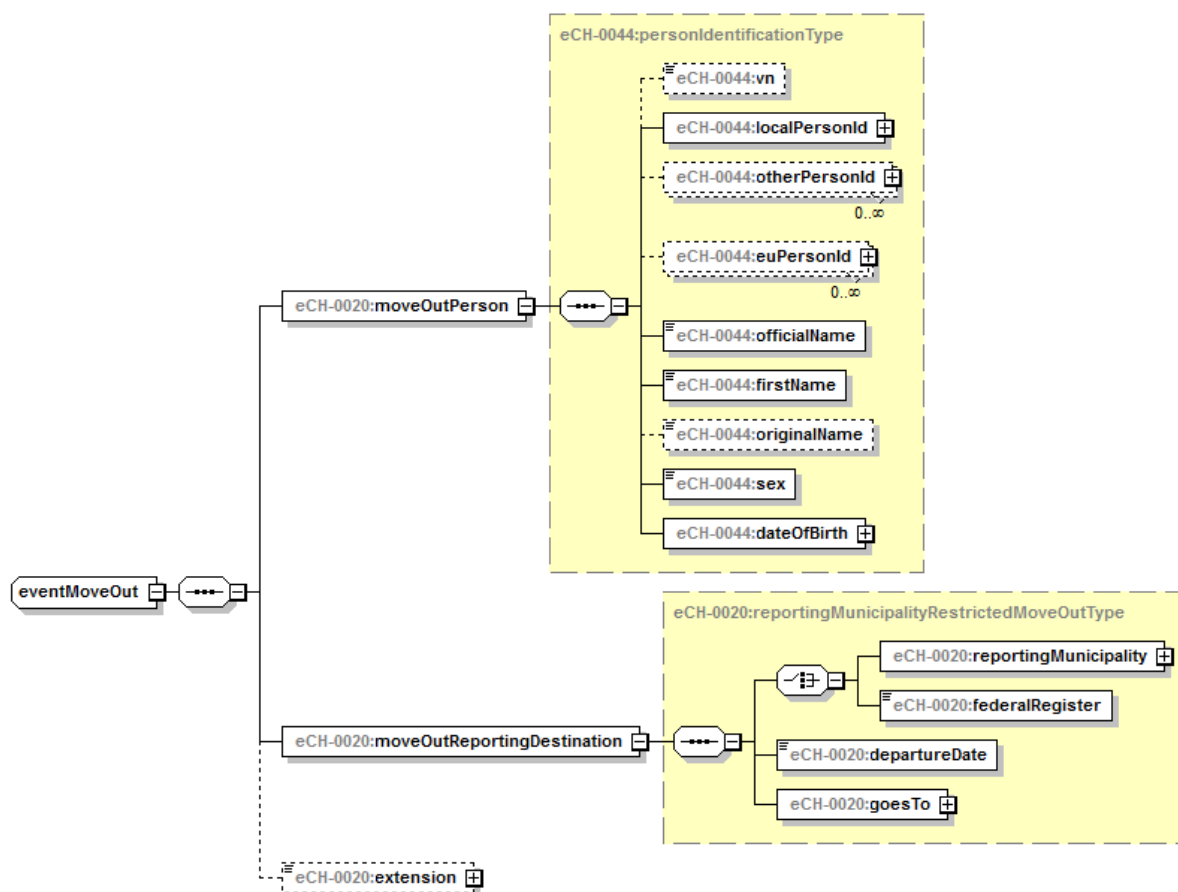 eCH-0044:personIdentificationType
eCH-0044:vn
eCH-0044:localPersonId
eCH-0044:otherPersonId
0..∞
eCH-0044:euPersonId
0..∞
eCH-0020:moveOutPerson
eCH-0044:officialName
eCH-0044:firstName
eCH-0044:originalName
eCH-0044:sex
eCH-0044:dateOfBirth
eventMoveOut
eCH-0020:reportingMunicipalityRestrictedMoveOutType
eCH-0020:reportingMunicipality
eCH-0020:federalRegister
eCH-0020:moveOutReportingDestination
eCH-0020:departureDate
eCH-0020:goesTo
eCH-0020:extension